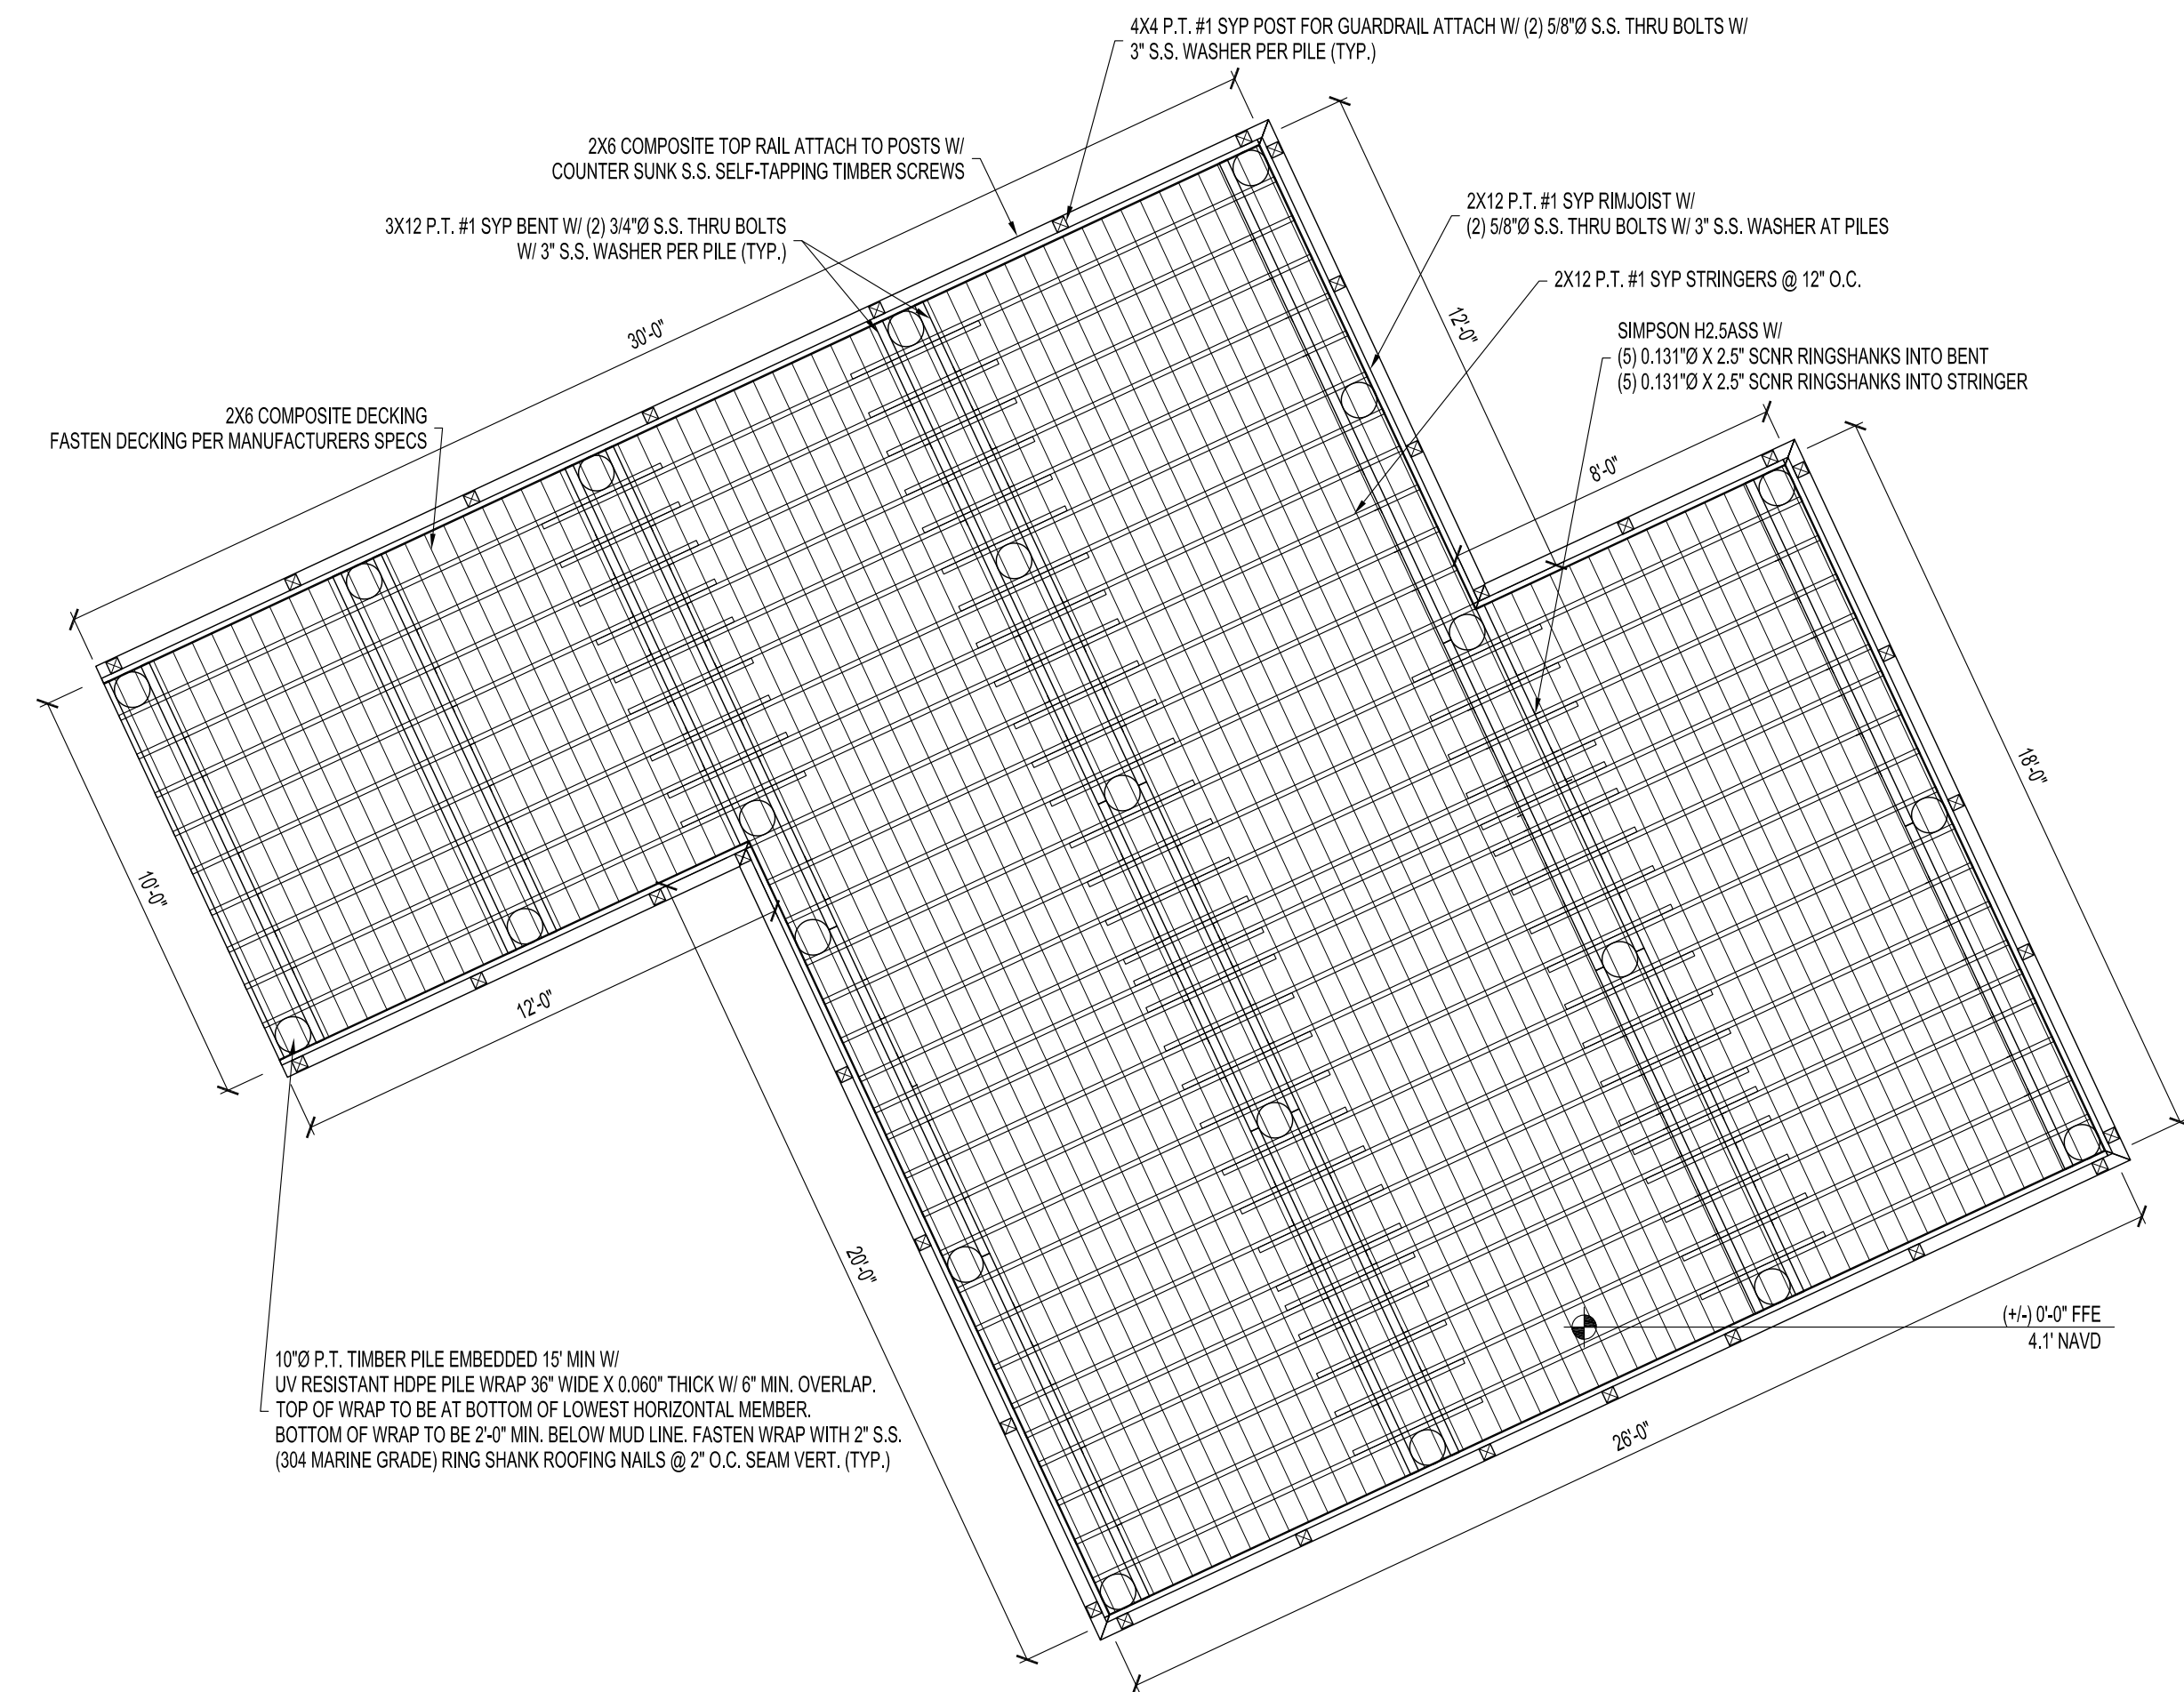 4X4 P.T. #1 SYP POST FOR GUARDRAIL ATTACH W/ (2) 5/8"Ø S.S. THRU BOLTS W/
3" S.S. WASHER PER PILE (TYP.)
2X6 COMPOSITE TOP RAIL ATTACH TO POSTS W/
COUNTER SUNK S.S. SELF-TAPPING TIMBER SCREWS
3X12 P.T. #1 SYP BENT W/ (2) 3/4"Ø S.S. THRU BOLTS
W/ 3" S.S. WASHER PER PILE (TYP.)
2X12 P.T. #1 SYP RIMJOIST W/
(2) 5/8"Ø S.S. THRU BOLTS W/ 3" S.S. WASHER AT PILES
2X12 P.T. #1 SYP STRINGERS @ 12" O.C.
SIMPSON H2.5ASS W/
(5) 0.131"Ø X 2.5" SCNR RINGSHANKS INTO BENT
(5) 0.131"Ø X 2.5" SCNR RINGSHANKS INTO STRINGER
30'-0"
12'-0"
2X6 COMPOSITE DECKING
FASTEN DECKING PER MANUFACTURERS SPECS
8'-0"
18'-0"
10'-0"
12'-0"
20'-0"
26'-0"
(+/-) 0'-0" FFE
4.1' NAVD
10"Ø P.T. TIMBER PILE EMBEDDED 15' MIN W/
UV RESISTANT HDPE PILE WRAP 36" WIDE X 0.060" THICK W/ 6" MIN. OVERLAP.
TOP OF WRAP TO BE AT BOTTOM OF LOWEST HORIZONTAL MEMBER.
BOTTOM OF WRAP TO BE 2'-0" MIN. BELOW MUD LINE. FASTEN WRAP WITH 2" S.S.
(304 MARINE GRADE) RING SHANK ROOFING NAILS @ 2" O.C. SEAM VERT. (TYP.)